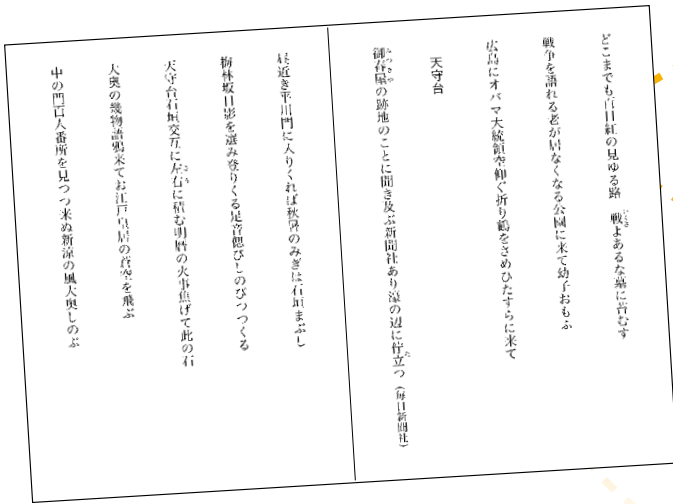 どこまでも百日紅の見ゆる路　戦よあるな墓に苔むす
戦争を語れる老が居なくなる公園に来て幼子おもふ
広島にオバマ大統領空仰ぐ折り鶴をさめひたすらに来て
天守台
御春屋の跡地のことに聞き及ぶ新聞社あり濠の辺に佇立つ（毎日新聞社）
昼近き平川門に入りくれば秋暑のみぎは石垣まぶし
梅林坂日影を選み登りくる足音偲びしのびつつくる
天守台石垣交互に左右に積む明暦の火事焦げて此の石
大奥の幾物語鴉来てお江戸皇居の蒼空を飛ぶ
中の門百人番所を見つつ来ぬ新涼の風大奥しのぶ